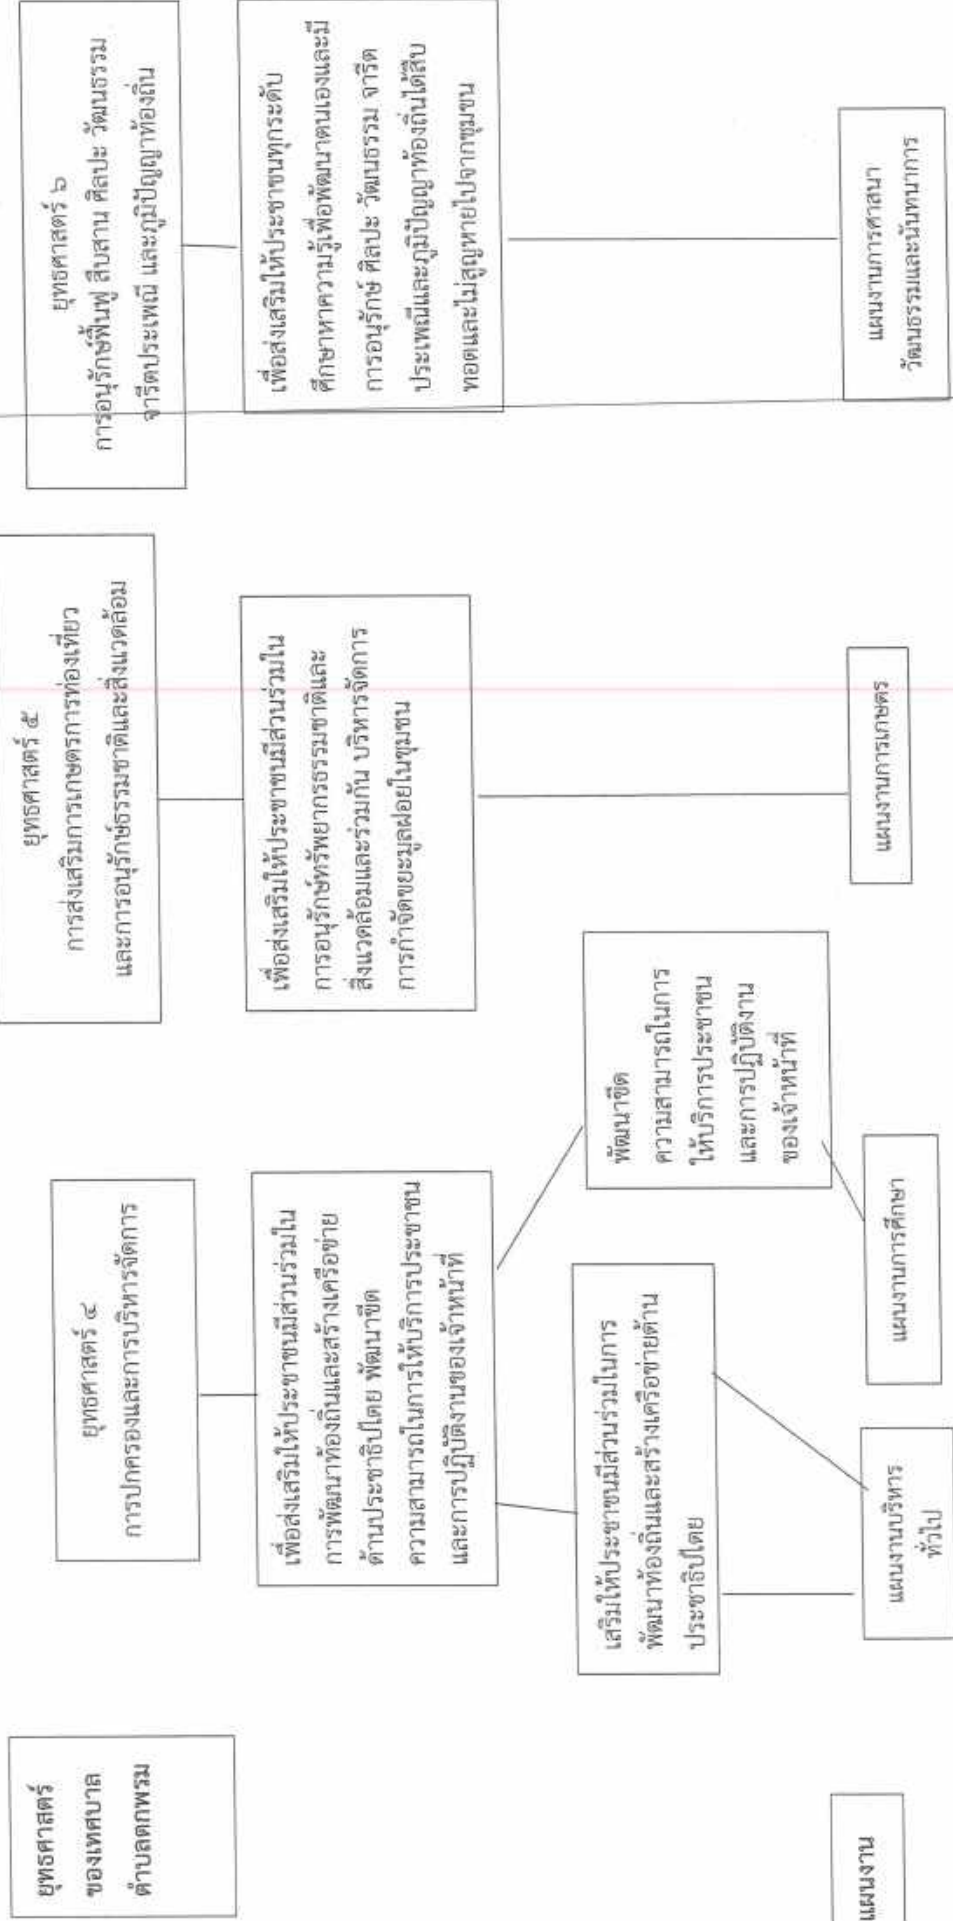 ยุทธศาสตร์
ของเทศบาล
ตำบลตกพรม
ยุทธศาสตร์ ๔
การปกครองและการบริหารจัดการ
ยุทธศาสตร์ ๕
การส่งเสริมการเกษตรการท่องเที่ยว
และการอนุรักษ์ธรรมชาติและสิ่งแวดล้อม
ยุทธศาสตร์ ๖
การอนุรักษ์ฟื้นฟู สืบสาน ศิลปะ วัฒนธรรม
จารีตประเพณี และภูมิปัญญาท้องถิ่น
เพื่อส่งเสริมให้ประชาชนมีส่วนร่วมใน
การพัฒนาท้องถิ่นและสร้างเครือข่าย
ด้านประชาธิปไตย พัฒนาขีด
ความสามารถในการให้บริการประชาชน
และการปฏิบัติงานของเจ้าหน้าที่
เพื่อส่งเสริมให้ประชาชนมีส่วนร่วมใน
การอนุรักษ์ทรัพยากรธรรมชาติและ
สิ่งแวดล้อมและร่วมกัน บริหารจัดการ
การกำจัดขยะมูลฝอยในชุมชน
เพื่อส่งเสริมให้ประชาชนทุกระดับ
ศึกษาหาความรู้เพื่อพัฒนาตนเองและมี
การอนุรักษ์ ศิลปะ วัฒนธรรม จารีต
ประเพณีและภูมิปัญญาท้องถิ่นได้สืบ
ทอดและไม่สูญหายไปจากชุมชน
เสริมให้ประชาชนมีส่วนร่วมในการ
พัฒนาท้องถิ่นและสร้างเครือข่ายด้าน
ประชาธิปไตย
พัฒนาขีด
ความสามารถในการ
ให้บริการประชาชน
และการปฏิบัติงาน
ของเจ้าหน้าที่
แผนงาน
แผนงานบริหาร
ทั่วไป
แผนงานการศึกษา
แผนงานการเกษตร
แผนงานการศาสนา
วัฒนธรรมและนันทนาการ